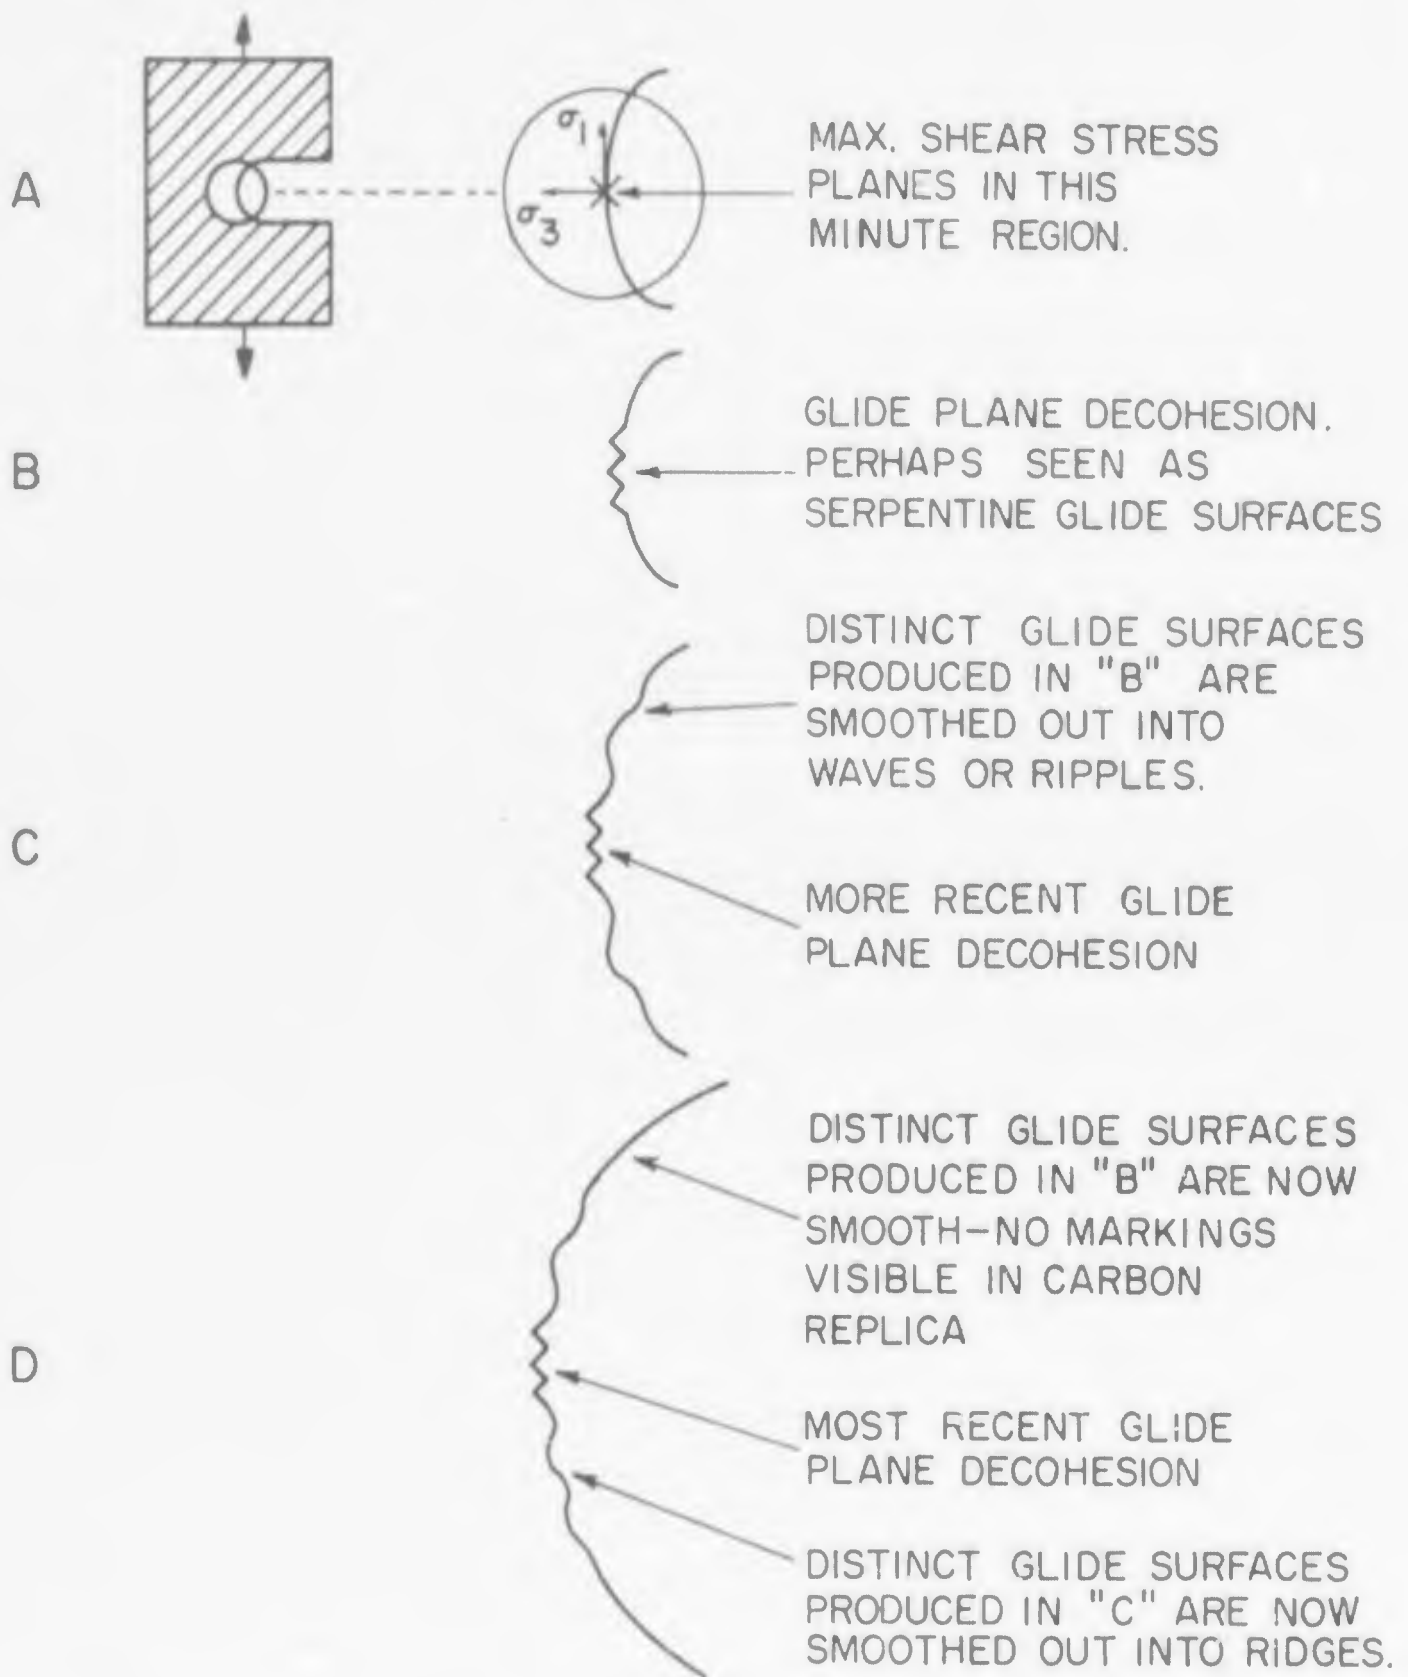 A
σ1
σ3
MAX. SHEAR STRESS
PLANES IN THIS
MINUTE REGION.
B
GLIDE PLANE DECOHESION.
PERHAPS SEEN AS
SERPENTINE GLIDE SURFACES
C
DISTINCT GLIDE SURFACES
PRODUCED IN "B" ARE
SMOOTHED OUT INTO
WAVES OR RIPPLES.
MORE RECENT GLIDE
PLANE DECOHESION
D
DISTINCT GLIDE SURFACES
PRODUCED IN "B" ARE NOW
SMOOTH-NO MARKINGS
VISIBLE IN CARBON
REPLICA
MOST RECENT GLIDE
PLANE DECOHESION
DISTINCT GLIDE SURFACES
PRODUCED IN "C" ARE NOW
SMOOTHED OUT INTO RIDGES.